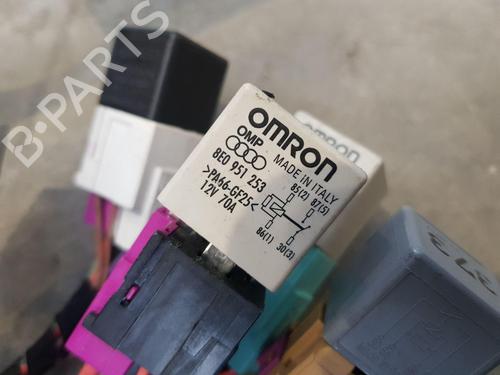 B-PARTS
OMRON
OMP
8E0 951 253
>PA66-GF25<
12V 70A
MADE IN ITALY
85(2) 87(5)
86(1) 30(3)
373